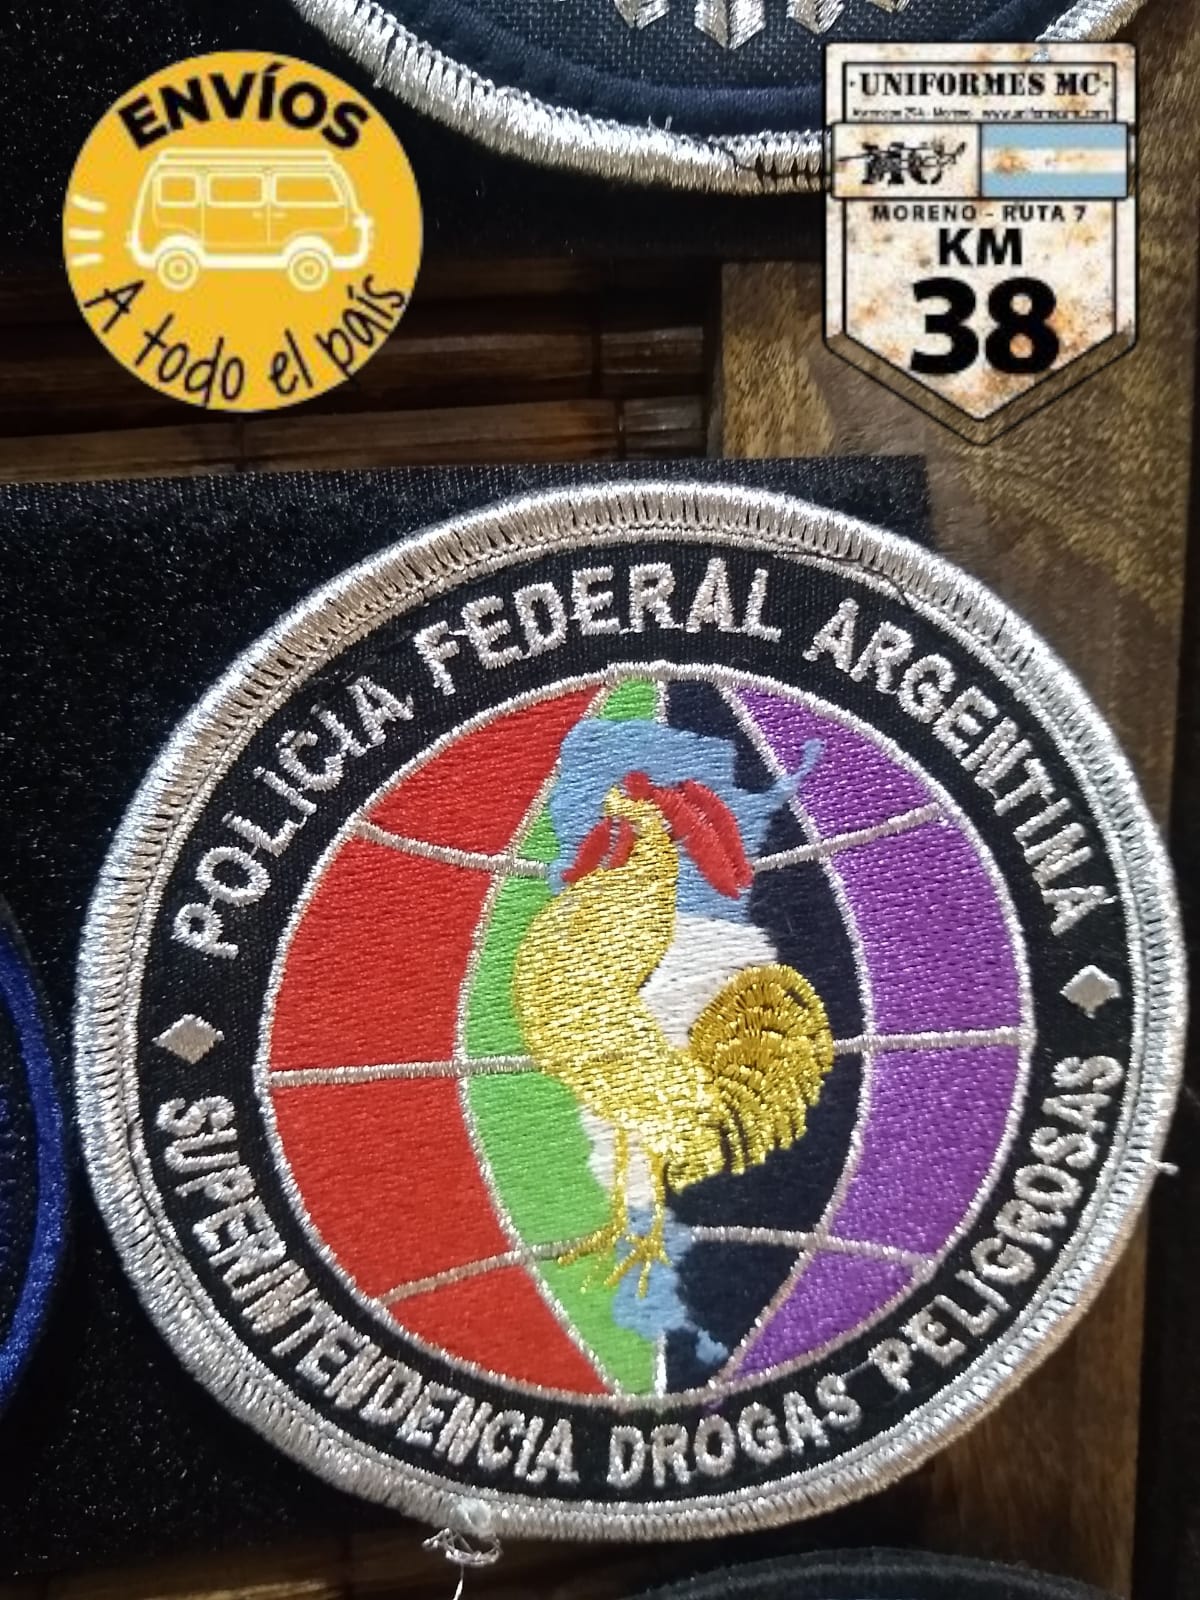 ENVÍOS
A todo el país
·UNIFORMES MC·
MC
MORENO - RUTA 7
KM
38
POLICIA FEDERAL ARGENTINA
SUPERINTENDENCIA DROGAS PELIGROSAS